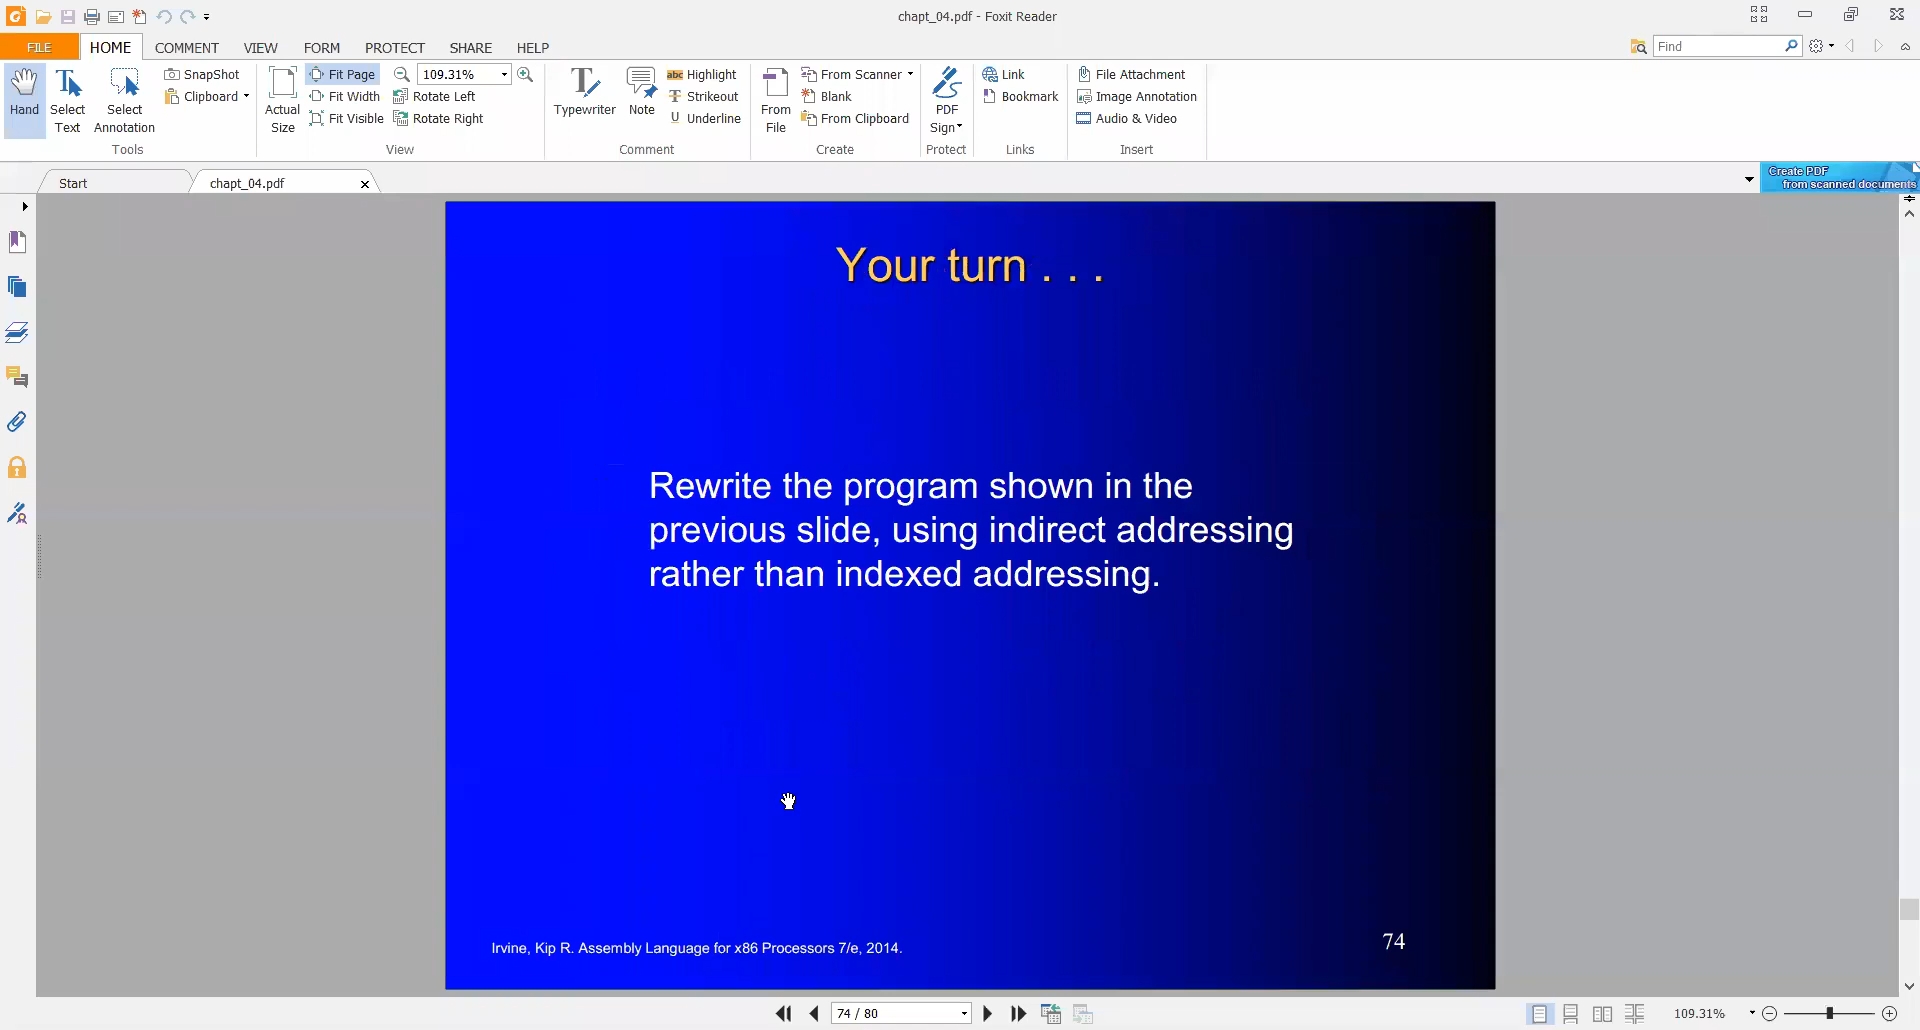 chapt_04.pdf - Foxit Reader
FILE HOME COMMENT VIEW FORM PROTECT SHARE HELP
Find
Hand
Select Text
Select Annotation
SnapShot
Clipboard
Tools
Actual Size
Fit Page
Fit Width
Fit Visible
109.31%
Rotate Left
Rotate Right
View
Typewriter
Note
Highlight
Strikeout
Underline
Comment
From File
From Scanner
Blank
From Clipboard
Create
PDF Sign
Protect
Link
Bookmark
Links
File Attachment
Image Annotation
Audio & Video
Insert
Start
chapt_04.pdf
Create PDF
from scanned documents
Your turn . . .
Rewrite the program shown in the
previous slide, using indirect addressing
rather than indexed addressing.
Irvine, Kip R. Assembly Language for x86 Processors 7/e, 2014.
74
74 / 80
109.31%